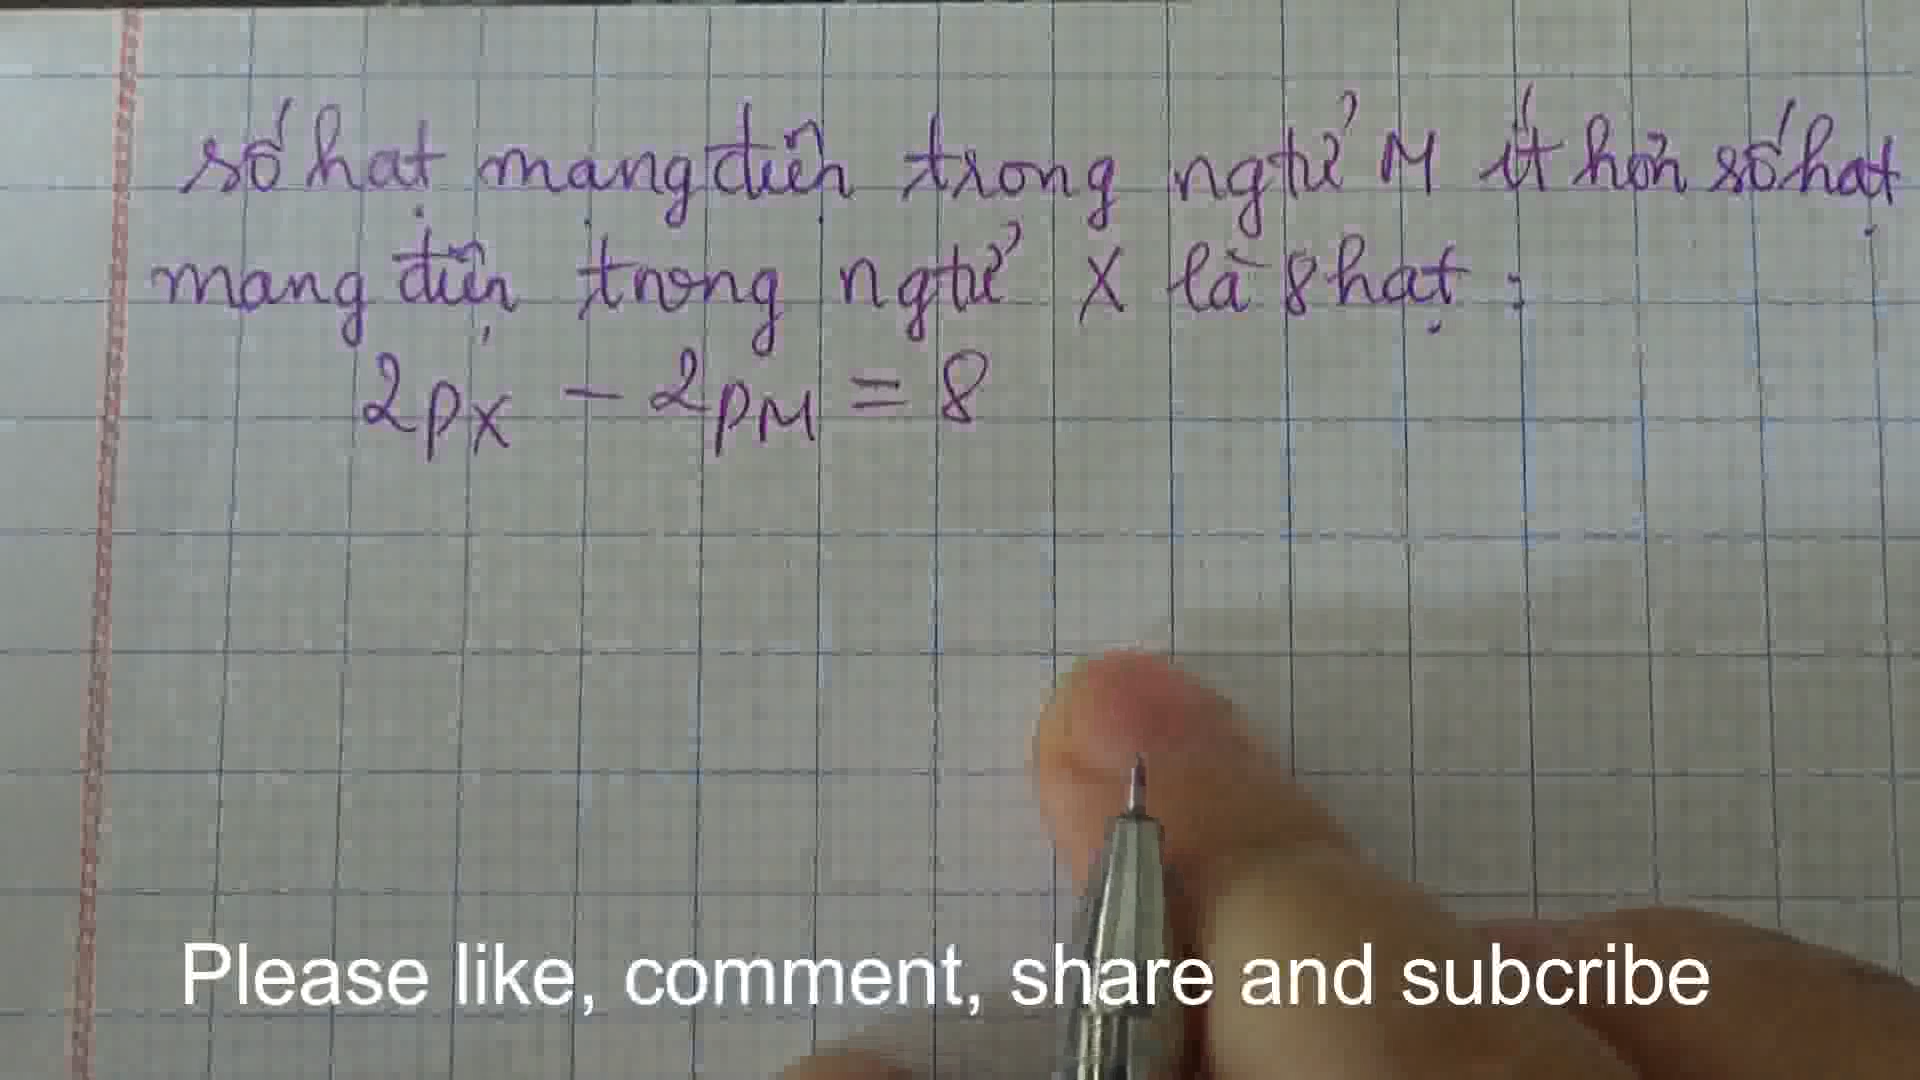 số hạt mang điện trong ngtử M ít hơn số hạt
mang điện trong ngtử X là 8 hạt :
2pX - 2pM = 8
Please like, comment, share and subcribe